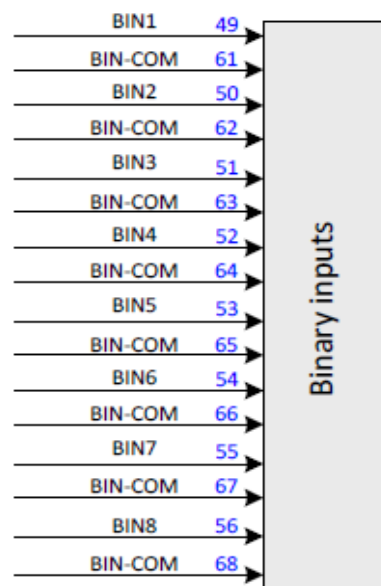 BIN1 49
BIN-COM 61
BIN2 50
BIN-COM 62
BIN3 51
BIN-COM 63
BIN4 52
BIN-COM 64
BIN5 53
BIN-COM 65
BIN6 54
BIN-COM 66
BIN7 55
BIN-COM 67
BIN8 56
BIN-COM 68
Binary inputs